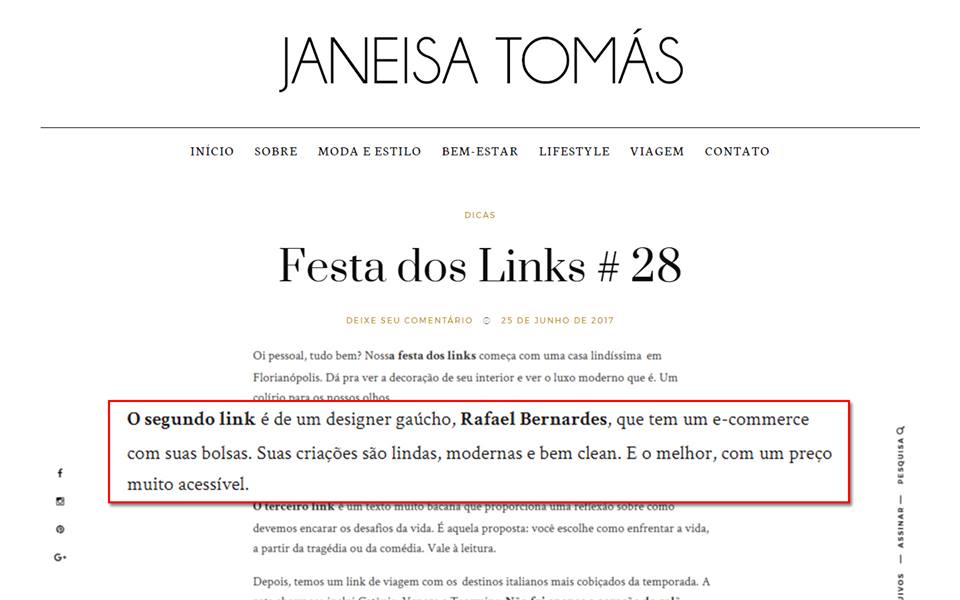 JANEISA TOMÁS
INÍCIO SOBRE MODA E ESTILO BEM-ESTAR LIFESTYLE VIAGEM CONTATO
DICAS
Festa dos Links # 28
DEIXE SEU COMENTÁRIO 25 DE JUNHO DE 2017
Oi pessoal, tudo bem? Nossa festa dos links começa com uma casa lindíssima em
Florianópolis. Dá pra ver a decoração de seu interior e ver o luxo moderno que é. Um
colírio para os nossos olhos.
O segundo link é de um designer gaúcho, Rafael Bernardes, que tem um e-commerce
com suas bolsas. Suas criações são lindas, modernas e bem clean. E o melhor, com um preço
muito acessível.
O terceiro link é um texto muito bacana que proporciona uma reflexão sobre como
devemos encarar os desafios da vida. É aquela proposta: você escolhe como enfrentar a vida,
a partir da tragédia ou da comédia. Vale à leitura.
Depois, temos um link de viagem com os destinos italianos mais cobiçados da temporada. A
PESQUISA
ASSINAR